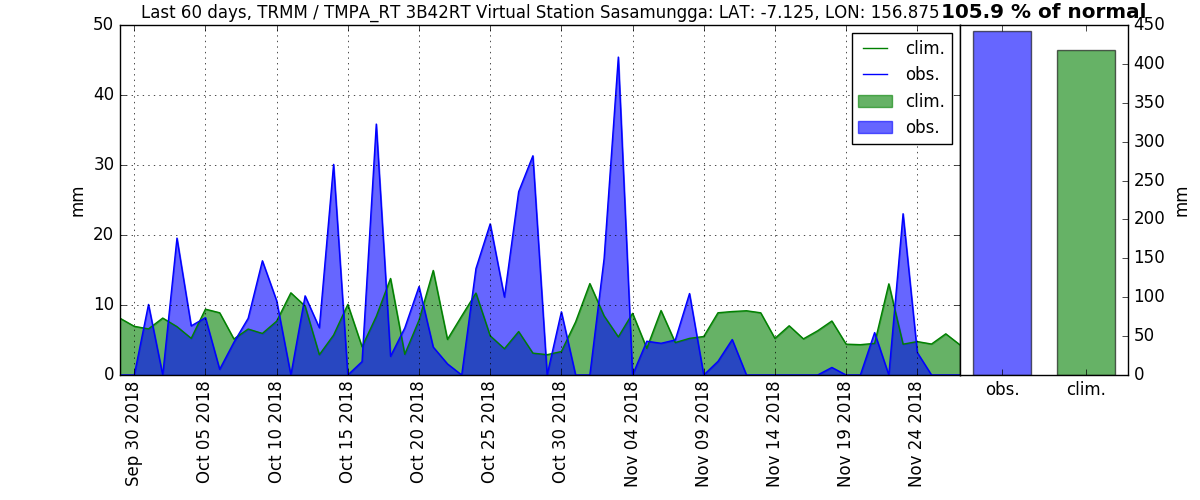 Last 60 days, TRMM / TMPA_RT 3B42RT Virtual Station Sasamungga: LAT: -7.125, LON: 156.875
105.9 % of normal
50
40
30
20
10
0
mm
clim.
obs.
clim.
obs.
450
400
350
300
250
200
150
100
50
0
mm
obs.
clim.
Sep 30 2018
Oct 05 2018
Oct 10 2018
Oct 15 2018
Oct 20 2018
Oct 25 2018
Oct 30 2018
Nov 04 2018
Nov 09 2018
Nov 14 2018
Nov 19 2018
Nov 24 2018